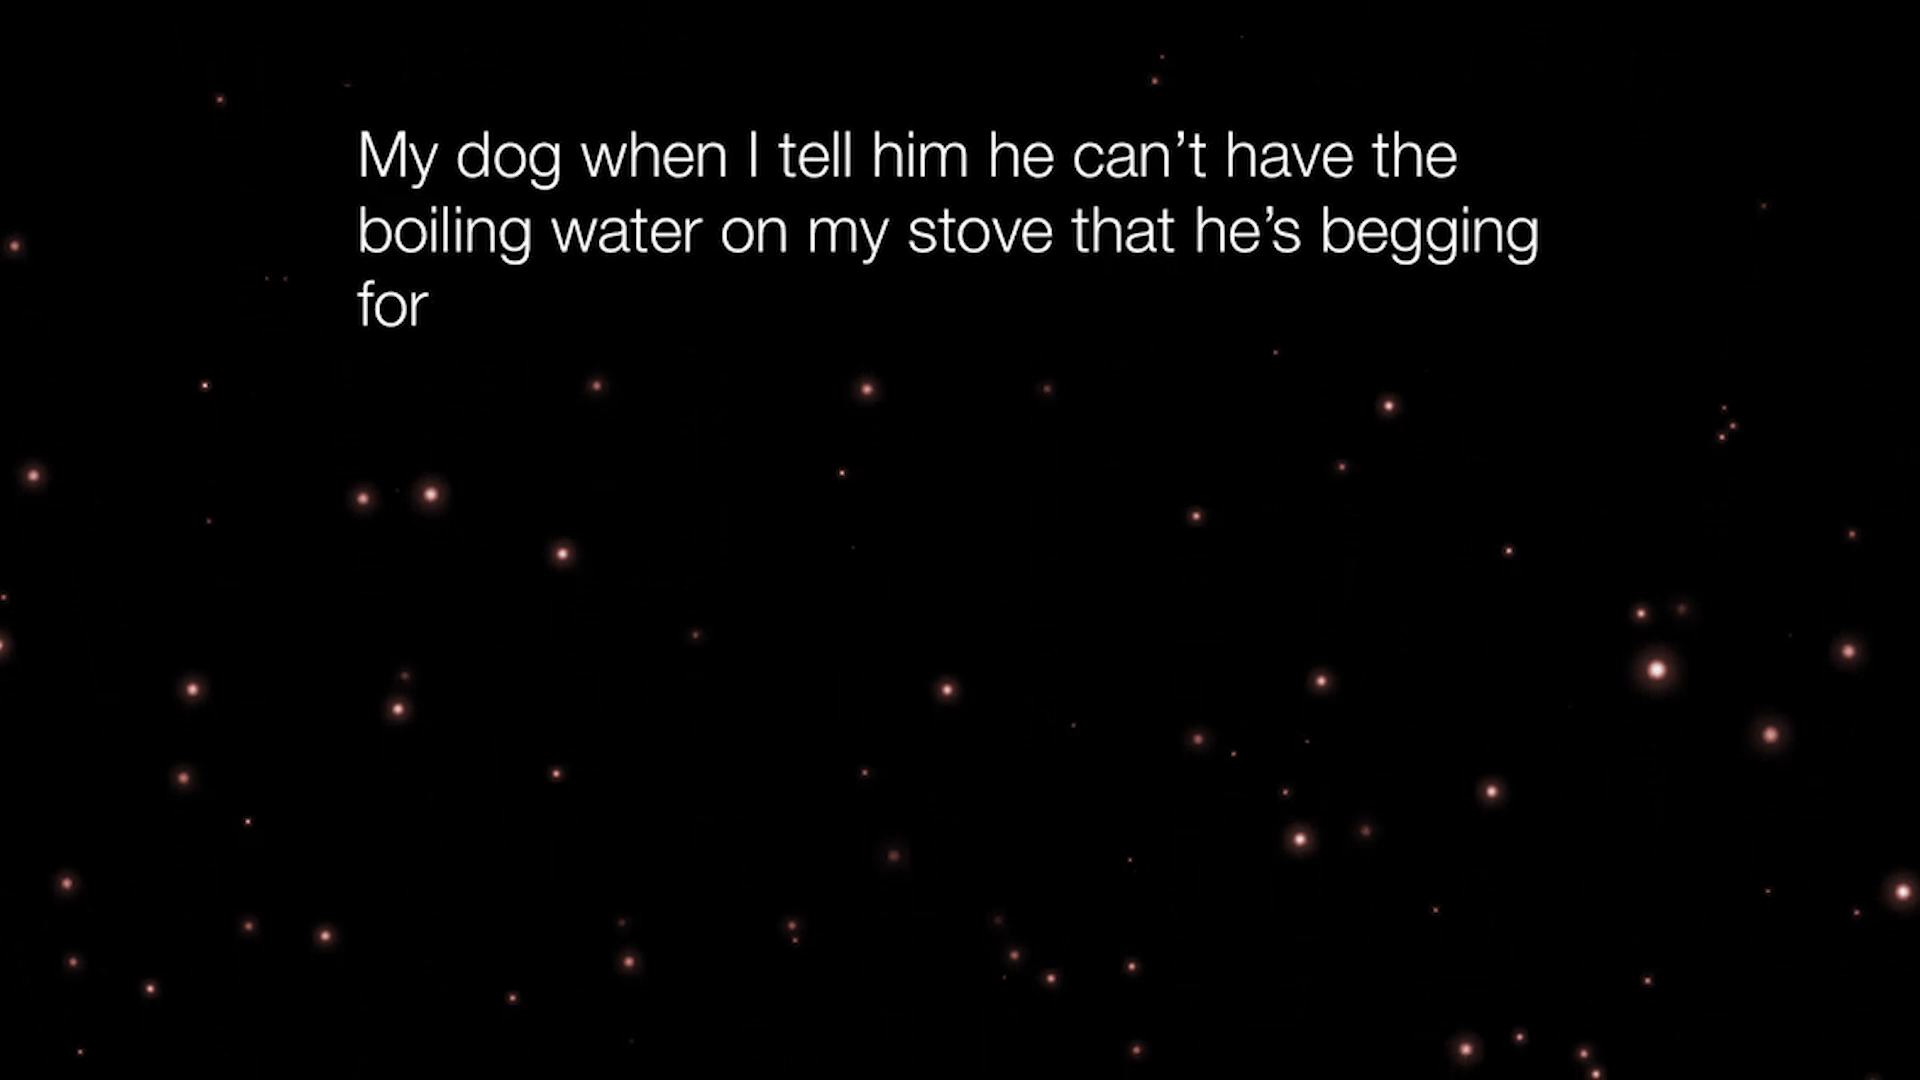 My dog when I tell him he can’t have the
boiling water on my stove that he’s begging
for